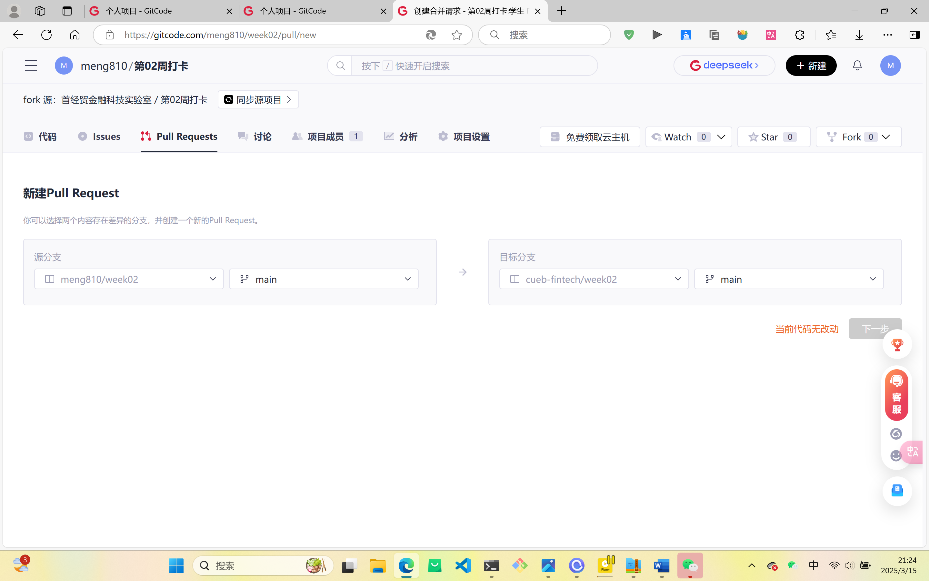 个人项目 - GitCode
个人项目 - GitCode
创建合并请求 - 第02周打卡学生
https://gitcode.com/meng810/week02/pull/new
搜索
M
meng810/第02周打卡
按下 / 快速开启搜索
deepseek
+ 新建
M
fork 源：首经贸金融科技实验室 / 第02周打卡
同步源项目
代码
Issues
Pull Requests
讨论
项目成员 1
分析
项目设置
免费领取云主机
Watch 0
Star 0
Fork 0
新建Pull Request
你可以选择两个内容存在差异的分支，并创建一个新的Pull Request。
源分支
meng810/week02
main
目标分支
cueb-fintech/week02
main
当前代码无改动
下一步
客服
5
搜索
中
21:24
2025/3/15